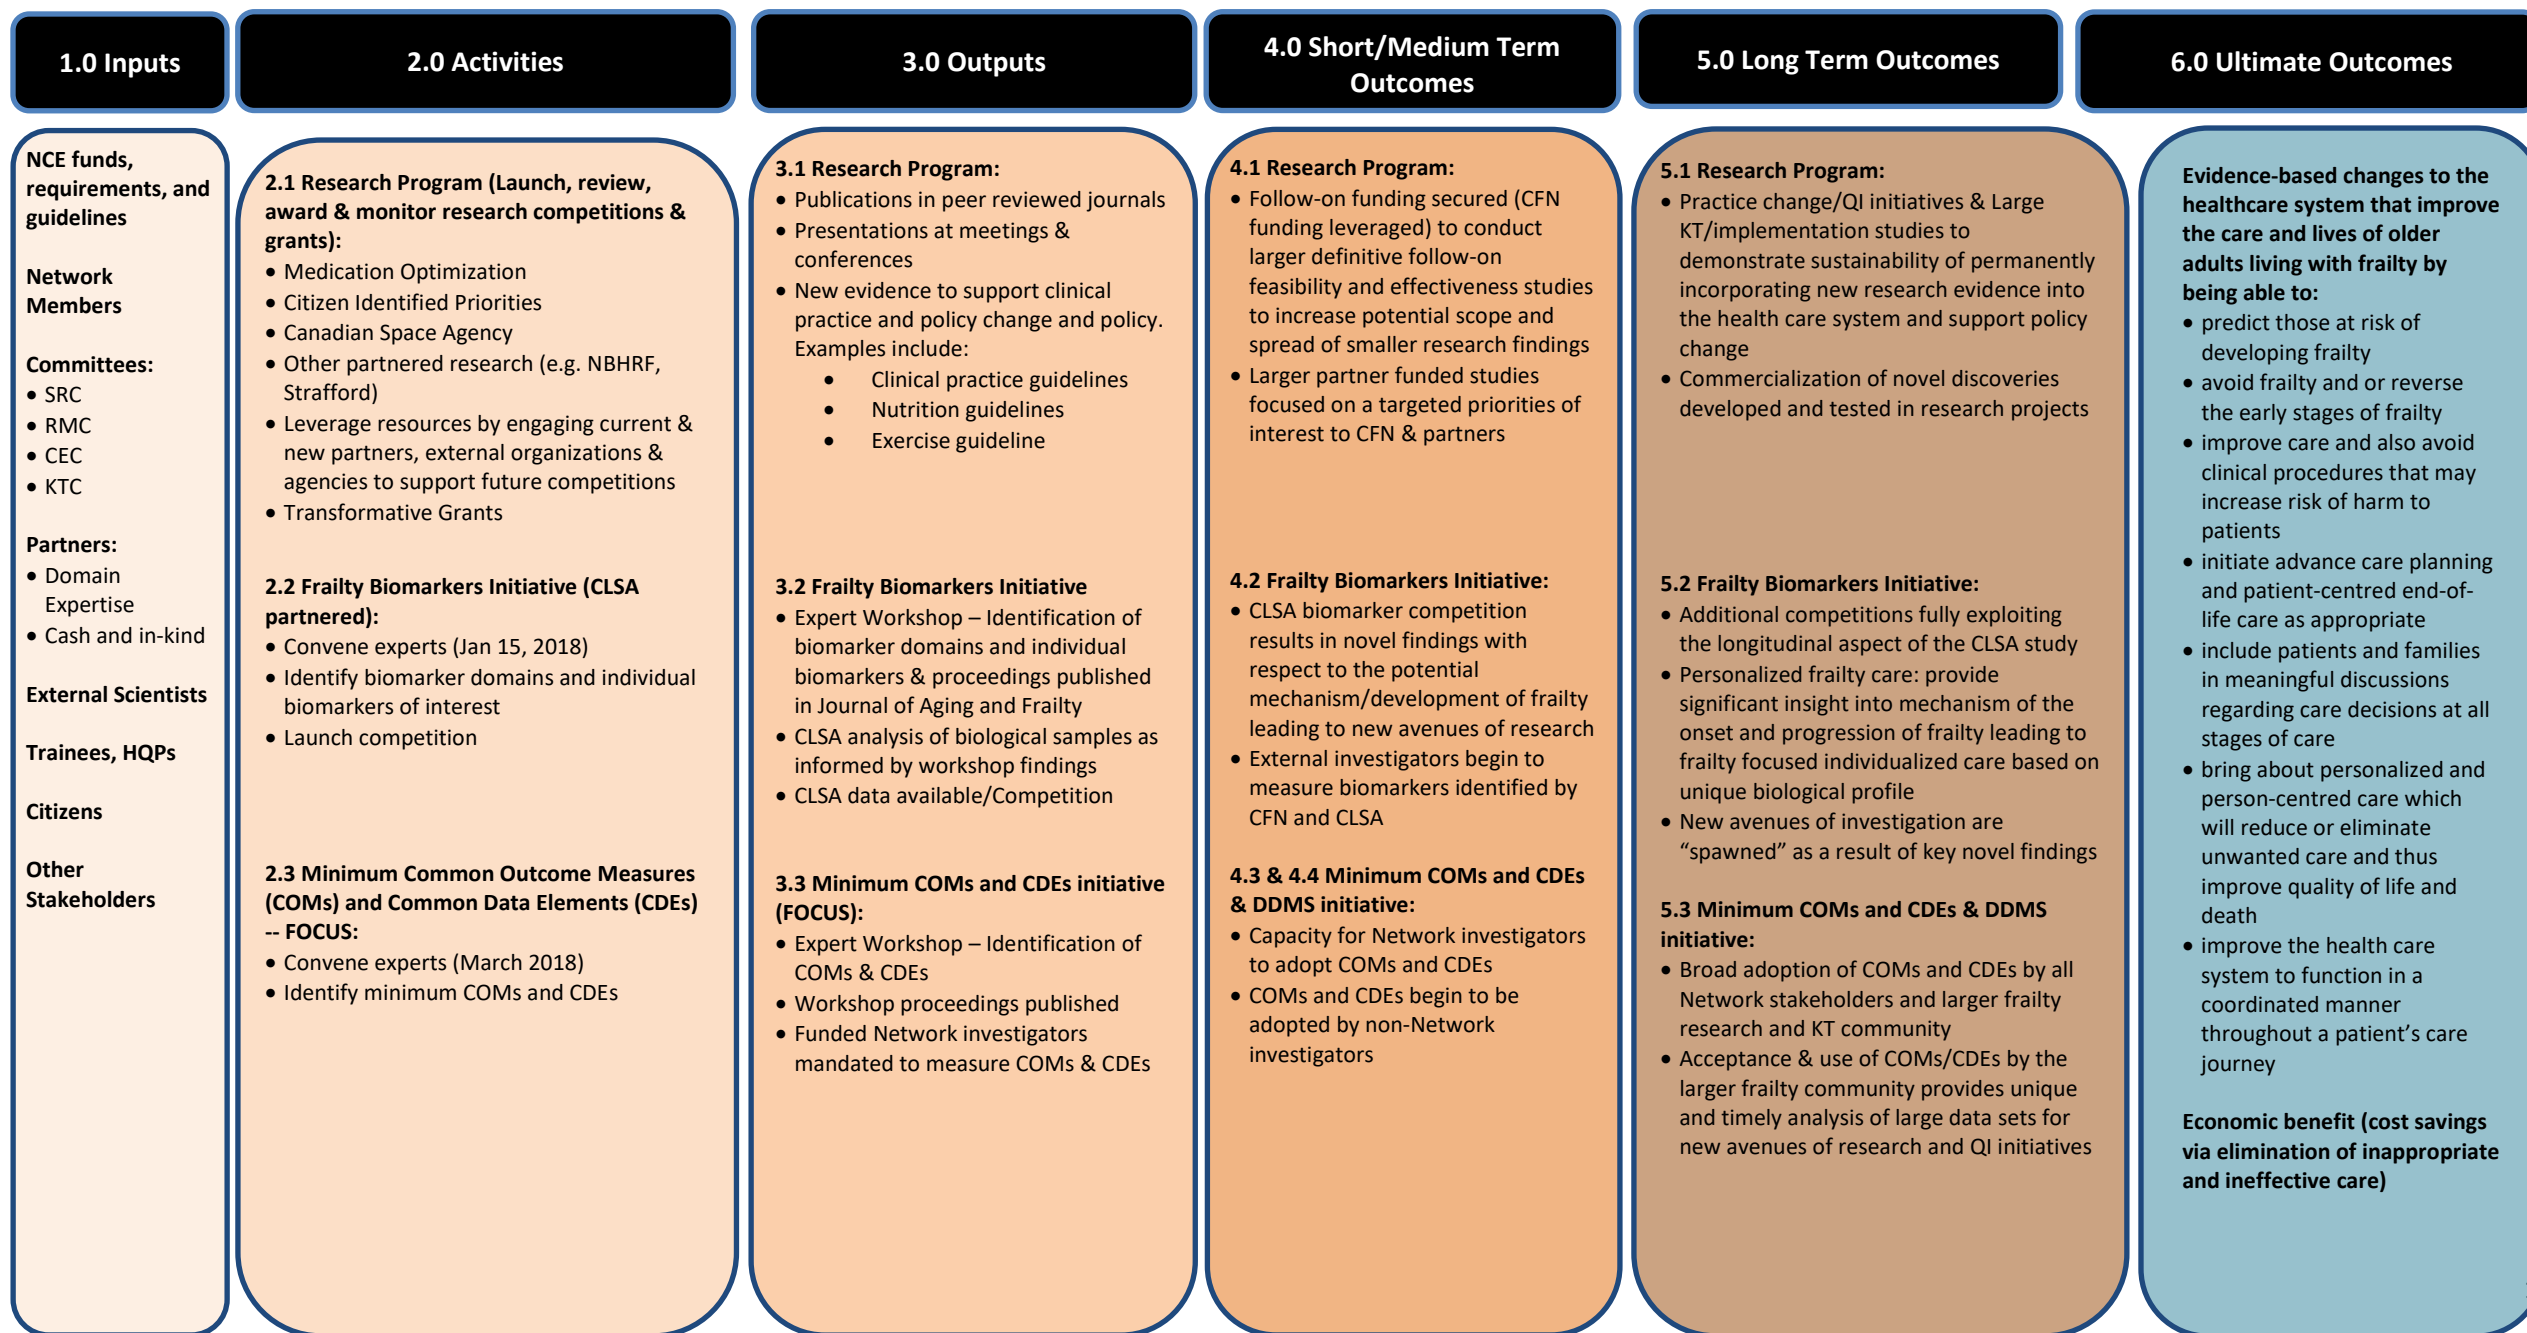 1.0 Inputs
2.0 Activities
3.0 Outputs
4.0 Short/Medium Term
Outcomes
5.0 Long Term Outcomes
6.0 Ultimate Outcomes
NCE funds,
requirements, and
guidelines
Network
Members
Committees:
• SRC
• RMC
• CEC
• KTC
Partners:
• Domain
Expertise
• Cash and in-kind
External Scientists
Trainees, HQPs
Citizens
Other
Stakeholders
2.1 Research Program (Launch, review,
award & monitor research competitions &
grants):
• Medication Optimization
• Citizen Identified Priorities
• Canadian Space Agency
• Other partnered research (e.g. NBHRF,
Strafford)
• Leverage resources by engaging current &
new partners, external organizations &
agencies to support future competitions
• Transformative Grants
2.2 Frailty Biomarkers Initiative (CLSA
partnered):
• Convene experts (Jan 15, 2018)
• Identify biomarker domains and individual
biomarkers of interest
• Launch competition
2.3 Minimum Common Outcome Measures
(COMs) and Common Data Elements (CDEs)
-- FOCUS:
• Convene experts (March 2018)
• Identify minimum COMs and CDEs
3.1 Research Program:
• Publications in peer reviewed journals
• Presentations at meetings &
conferences
• New evidence to support clinical
practice and policy change and policy.
Examples include:
• Clinical practice guidelines
• Nutrition guidelines
• Exercise guideline
3.2 Frailty Biomarkers Initiative
• Expert Workshop – Identification of
biomarker domains and individual
biomarkers & proceedings published
in Journal of Aging and Frailty
• CLSA analysis of biological samples as
informed by workshop findings
• CLSA data available/Competition
3.3 Minimum COMs and CDEs initiative
(FOCUS):
• Expert Workshop – Identification of
COMs & CDEs
• Workshop proceedings published
• Funded Network investigators
mandated to measure COMs & CDEs
4.1 Research Program:
• Follow-on funding secured (CFN
funding leveraged) to conduct
larger definitive follow-on
feasibility and effectiveness studies
to increase potential scope and
spread of smaller research findings
• Larger partner funded studies
focused on a targeted priorities of
interest to CFN & partners
4.2 Frailty Biomarkers Initiative:
• CLSA biomarker competition
results in novel findings with
respect to the potential
mechanism/development of frailty
leading to new avenues of research
• External investigators begin to
measure biomarkers identified by
CFN and CLSA
4.3 & 4.4 Minimum COMs and CDEs
& DDMS initiative:
• Capacity for Network investigators
to adopt COMs and CDEs
• COMs and CDEs begin to be
adopted by non-Network
investigators
5.1 Research Program:
• Practice change/QI initiatives & Large
KT/implementation studies to
demonstrate sustainability of permanently
incorporating new research evidence into
the health care system and support policy
change
• Commercialization of novel discoveries
developed and tested in research projects
5.2 Frailty Biomarkers Initiative:
• Additional competitions fully exploiting
the longitudinal aspect of the CLSA study
• Personalized frailty care: provide
significant insight into mechanism of the
onset and progression of frailty leading to
frailty focused individualized care based on
unique biological profile
• New avenues of investigation are
“spawned” as a result of key novel findings
5.3 Minimum COMs and CDEs & DDMS
initiative:
• Broad adoption of COMs and CDEs by all
Network stakeholders and larger frailty
research and KT community
• Acceptance & use of COMs/CDEs by the
larger frailty community provides unique
and timely analysis of large data sets for
new avenues of research and QI initiatives
Evidence-based changes to the
healthcare system that improve
the care and lives of older
adults living with frailty by
being able to:
• predict those at risk of
developing frailty
• avoid frailty and or reverse
the early stages of frailty
• improve care and also avoid
clinical procedures that may
increase risk of harm to
patients
• initiate advance care planning
and patient-centred end-of-
life care as appropriate
• include patients and families
in meaningful discussions
regarding care decisions at all
stages of care
• bring about personalized and
person-centred care which
will reduce or eliminate
unwanted care and thus
improve quality of life and
death
• improve the health care
system to function in a
coordinated manner
throughout a patient’s care
journey
Economic benefit (cost savings
via elimination of inappropriate
and ineffective care)